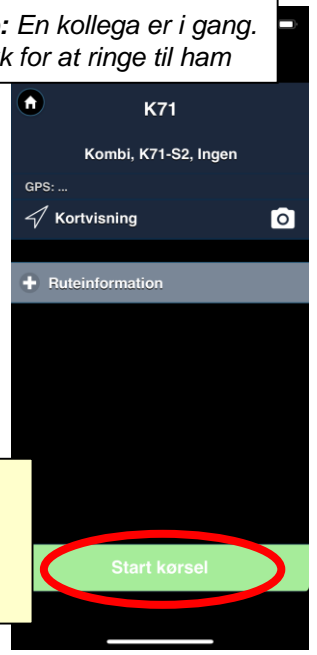 : En kollega er i gang.
k for at ringe til ham
K71
Kombi, K71-S2, Ingen
GPS: ...
Kortvisning
Ruteinformation
Start kørsel